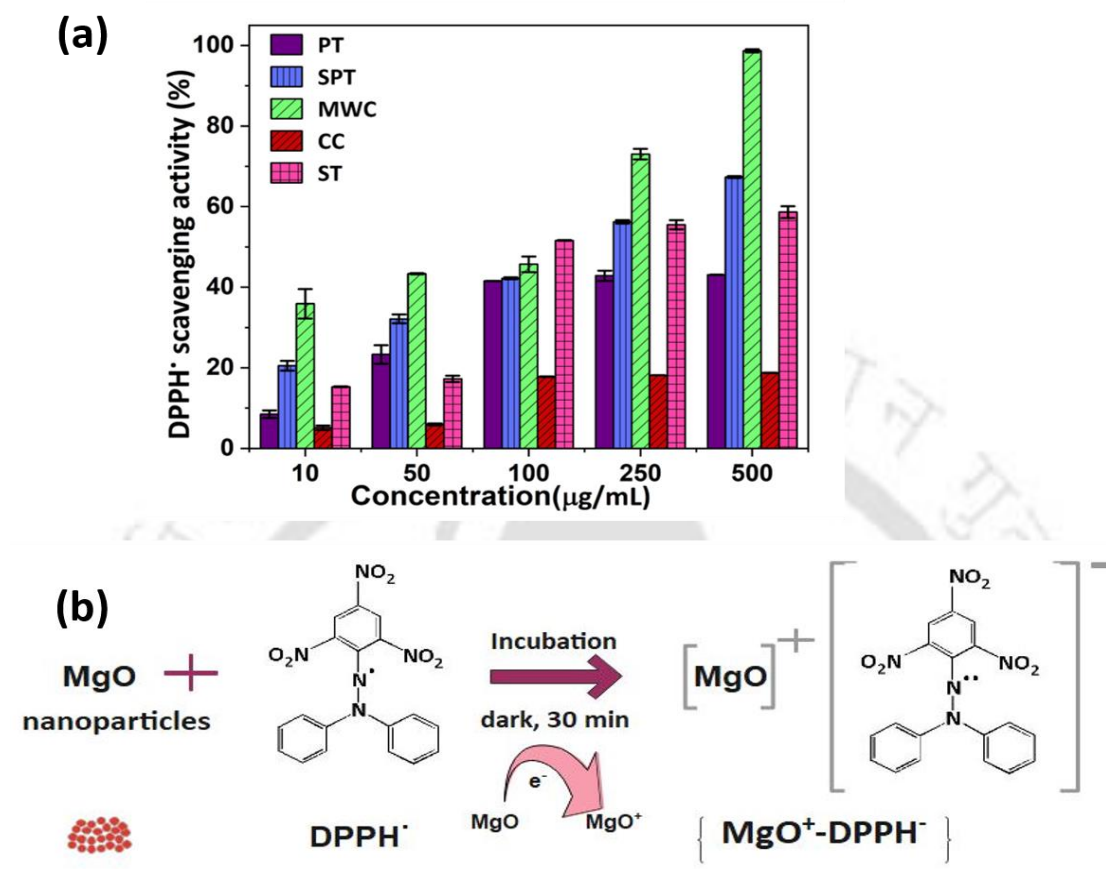 (a)
DPPH· scavenging activity (%)
100
80
60
40
20
0
PT
SPT
MWC
CC
ST
10 50 100 250 500
Concentration(µg/mL)
(b)
MgO
nanoparticles
+
NO₂
O₂N
NO₂
N·
N
DPPH·
Incubation
dark, 30 min
e⁻
MgO
MgO⁺
[MgO]⁺
NO₂
O₂N
NO₂
N··
N
−
{ MgO⁺-DPPH⁻ }